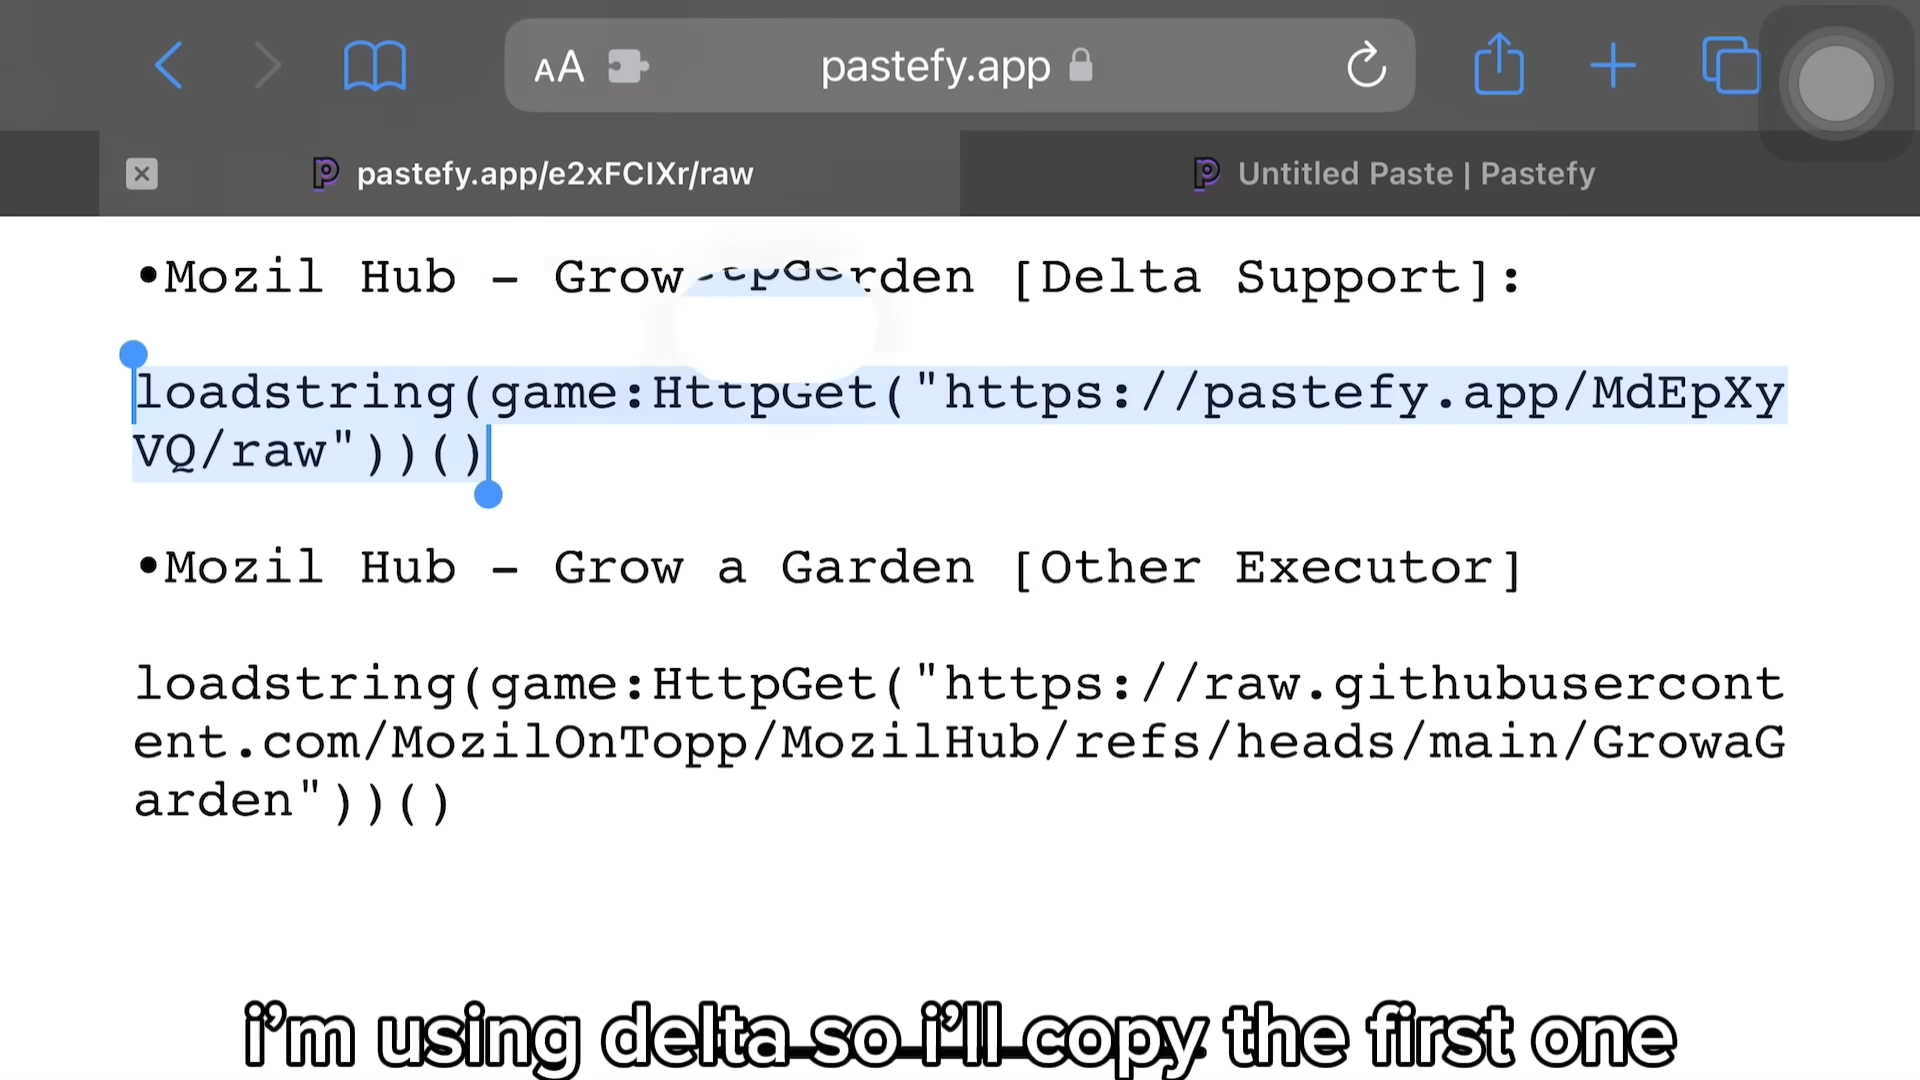 AA pastefy.app
pastefy.app/e2xFCIXr/raw Untitled Paste | Pastefy
•Mozil Hub - Grow Garden [Delta Support]:
loadstring(game:HttpGet("https://pastefy.app/MdEpXy
VQ/raw"))()
•Mozil Hub - Grow a Garden [Other Executor]
loadstring(game:HttpGet("https://raw.githubusercont
ent.com/MozilOnTopp/MozilHub/refs/heads/main/GrowaG
arden"))()
i'm using delta so i'll copy the first one